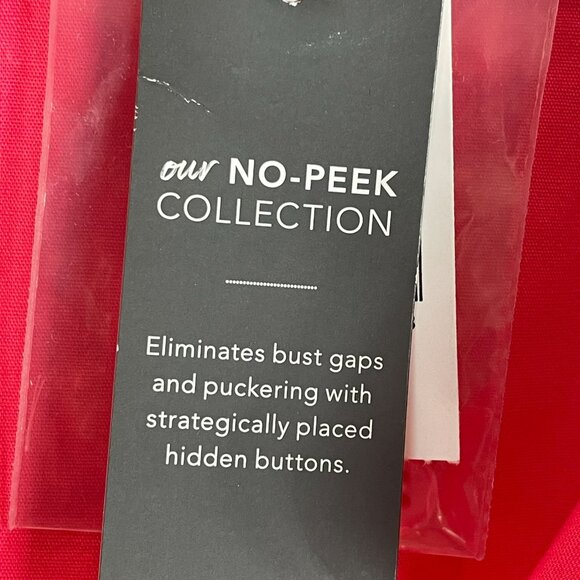 our NO-PEEK
COLLECTION
Eliminates bust gaps
and puckering with
strategically placed
hidden buttons.